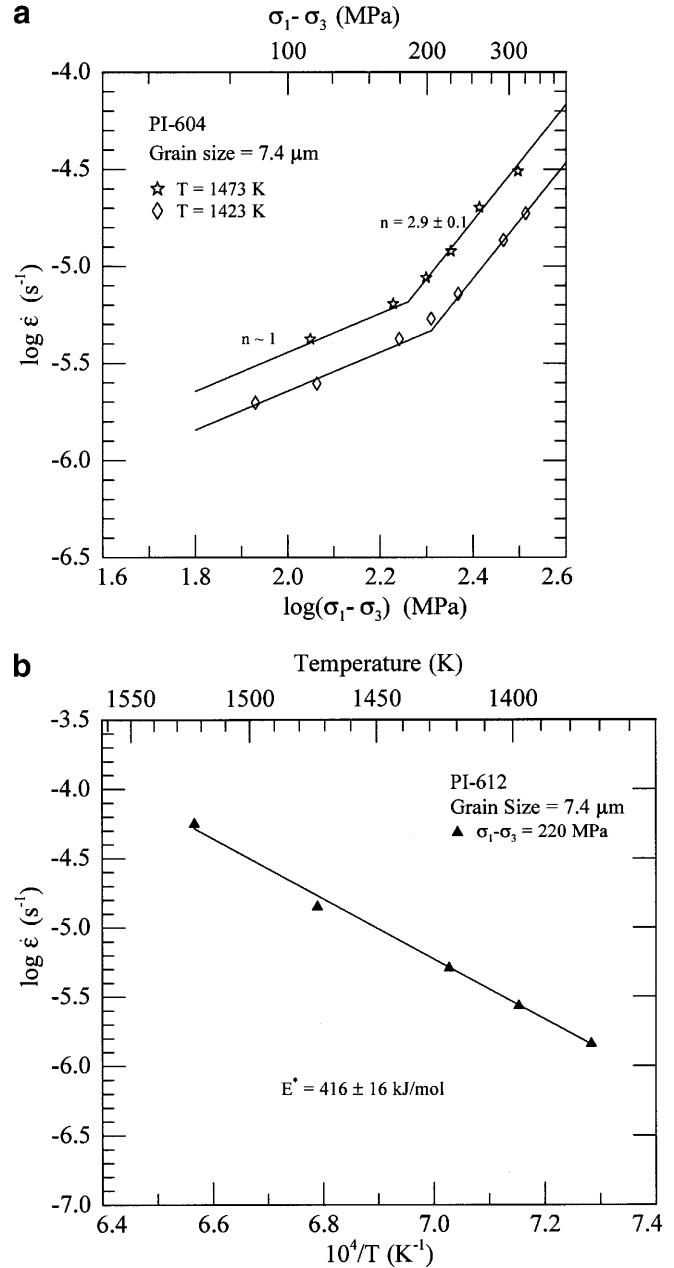 a
σ₁- σ₃ (MPa)
100 200 300
-4.0
PI-604
Grain size = 7.4 μm
T = 1473 K
T = 1423 K
-4.5
n = 2.9 ± 0.1
-5.0
log ε̇ (s⁻¹)
n ~ 1
-5.5
-6.0
-6.5
1.6 1.8 2.0 2.2 2.4 2.6
log(σ₁- σ₃) (MPa)
b
Temperature (K)
1550 1500 1450 1400
-3.5
PI-612
-4.0
Grain Size = 7.4 μm
σ₁-σ₃ = 220 MPa
-4.5
-5.0
log ε̇ (s⁻¹)
-5.5
-6.0
E* = 416 ± 16 kJ/mol
-6.5
-7.0
6.4 6.6 6.8 7.0 7.2 7.4
10⁴/T (K⁻¹)